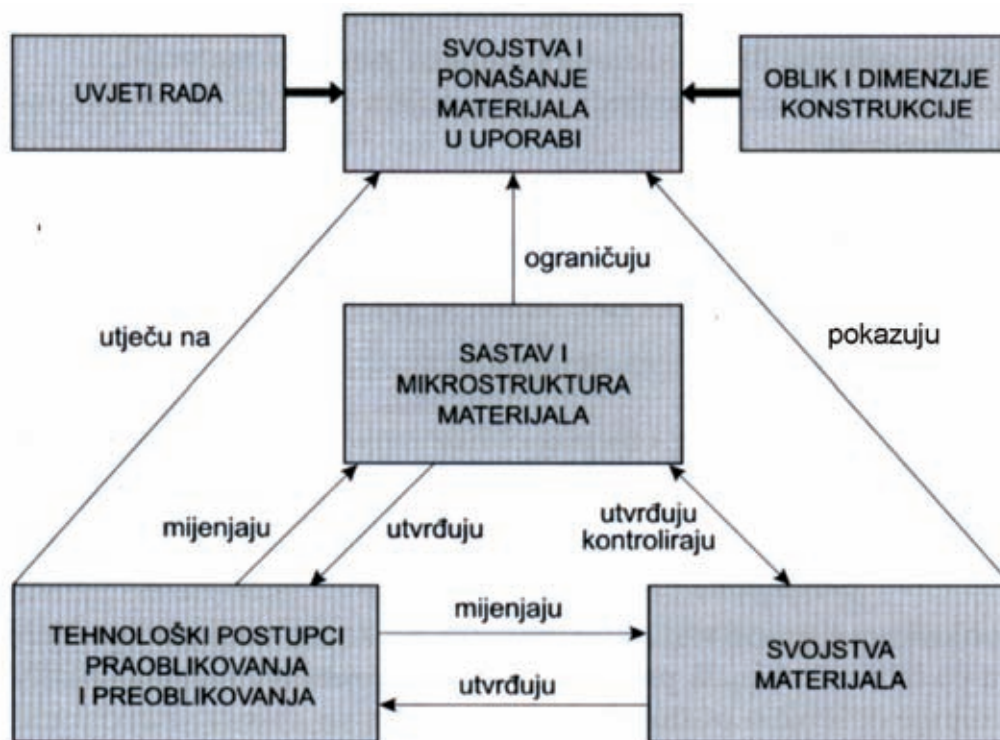 UVJETI RADA
SVOJSTVA I
PONAŠANJE
MATERIJALA
U UPORABI
OBLIK I DIMENZIJE
KONSTRUKCIJE
ograničuju
utječu na
pokazuju
SASTAV I
MIKROSTRUKTURA
MATERIJALA
mijenjaju
utvrđuju
utvrđuju
kontroliraju
TEHNOLOŠKI POSTUPCI
PRAOBLIKOVANJA
I PREOBLIKOVANJA
mijenjaju
utvrđuju
SVOJSTVA
MATERIJALA